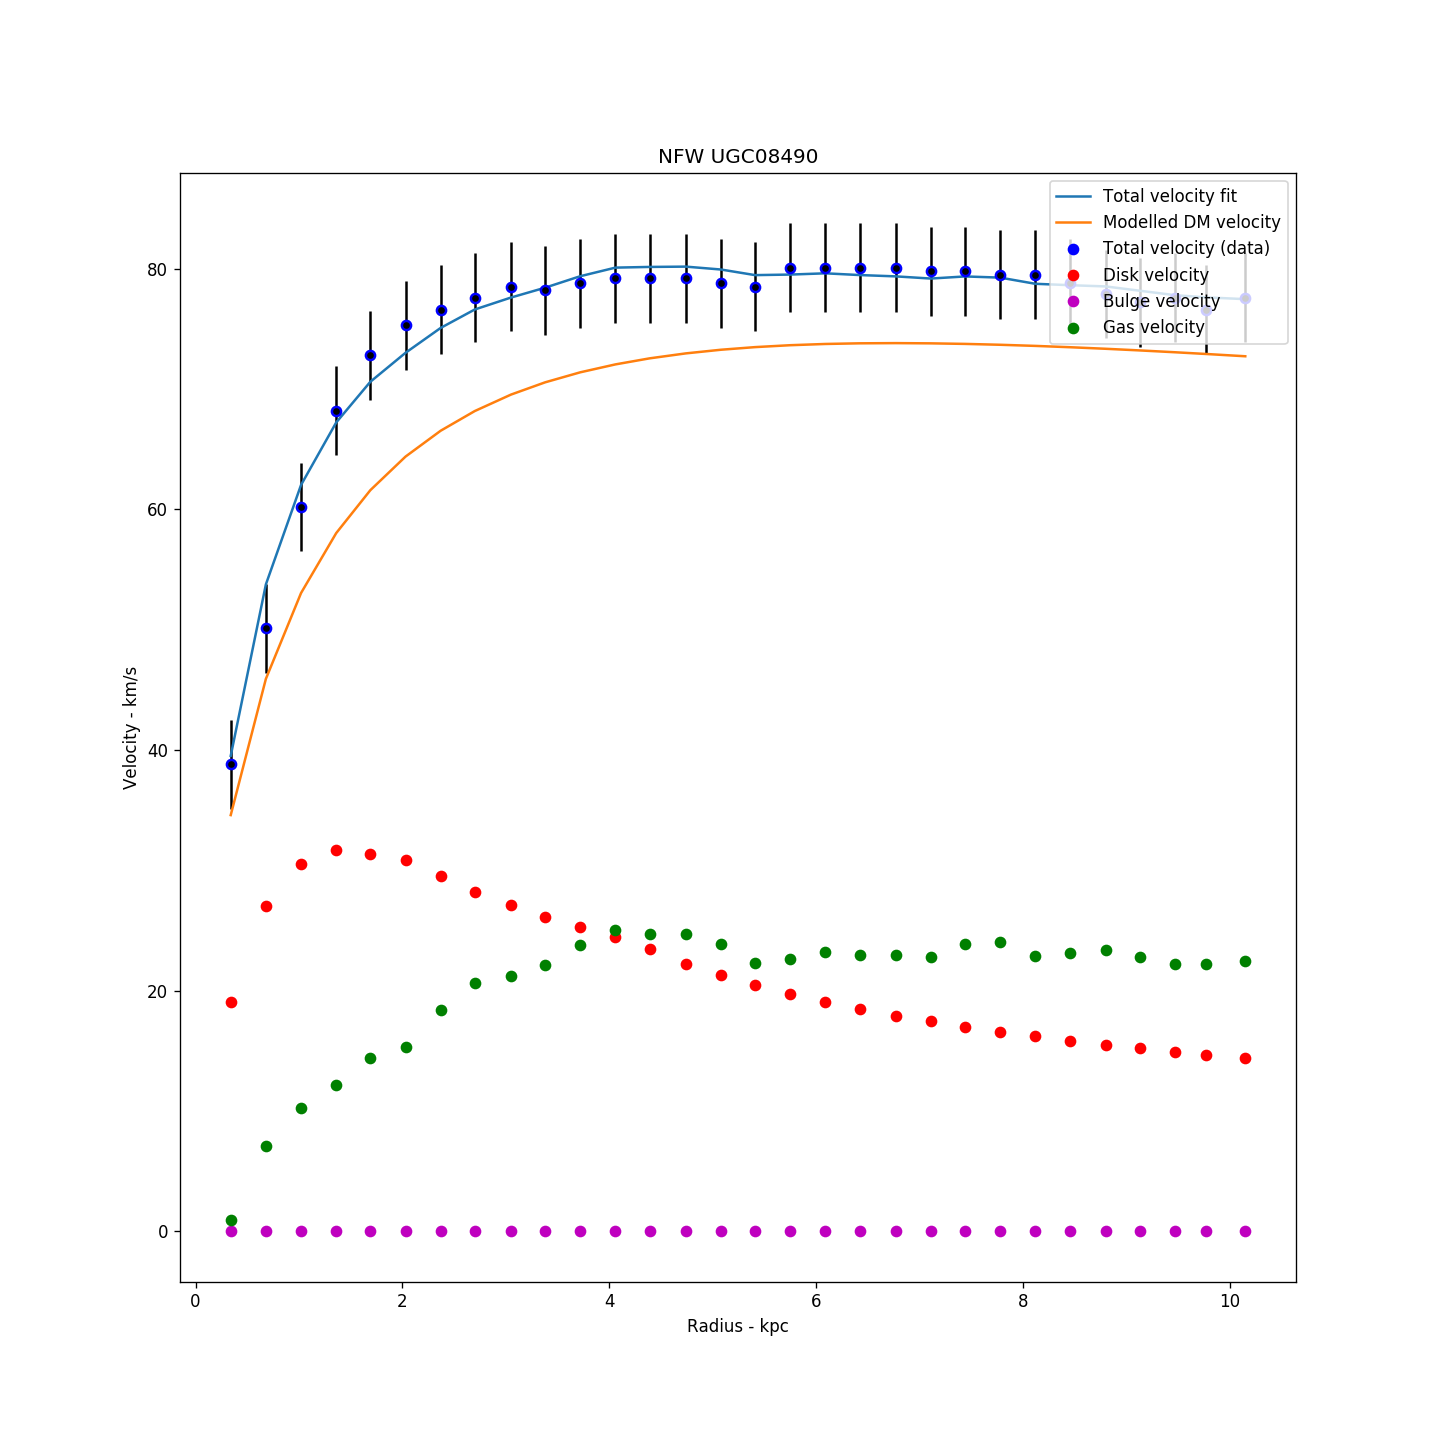 NFW UGC08490
Total velocity fit
Modelled DM velocity
Total velocity (data)
Disk velocity
Bulge velocity
Gas velocity
80
60
40
20
0
Velocity - km/s
0 2 4 6 8 10
Radius - kpc